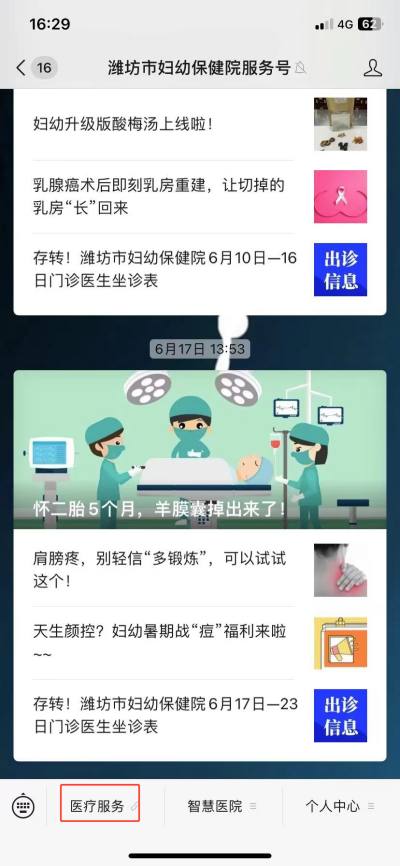 16:29
4G 62
16
潍坊市妇幼保健院服务号
妇幼升级版酸梅汤上线啦！
乳腺癌术后即刻乳房重建，让切掉的
乳房“长”回来
存转！潍坊市妇幼保健院6月10日—16
日门诊医生坐诊表
出诊
信息
6月17日 13:53
怀二胎5个月，羊膜囊掉出来了！
肩膀疼，别轻信“多锻炼”，可以试试
这个！
天生颜控？妇幼暑期战“痘”福利来啦
~~
存转！潍坊市妇幼保健院6月17日—23
日门诊医生坐诊表
出诊
信息
医疗服务
智慧医院
个人中心